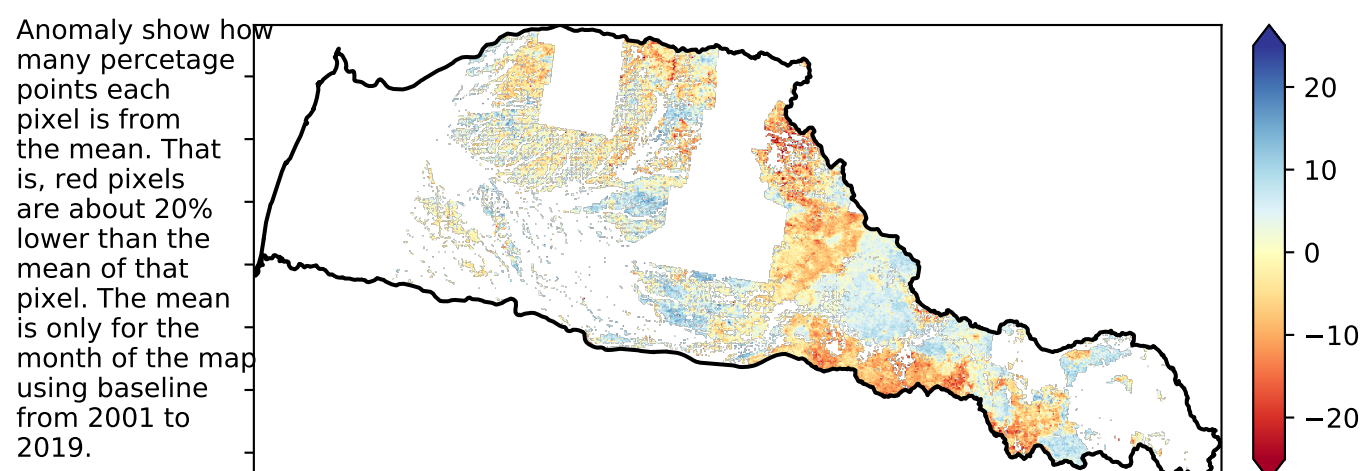 Anomaly show how
many percetage
points each
pixel is from
the mean. That
is, red pixels
are about 20%
lower than the
mean of that
pixel. The mean
is only for the
month of the map
using baseline
from 2001 to
2019.
20
10
0
−10
−20